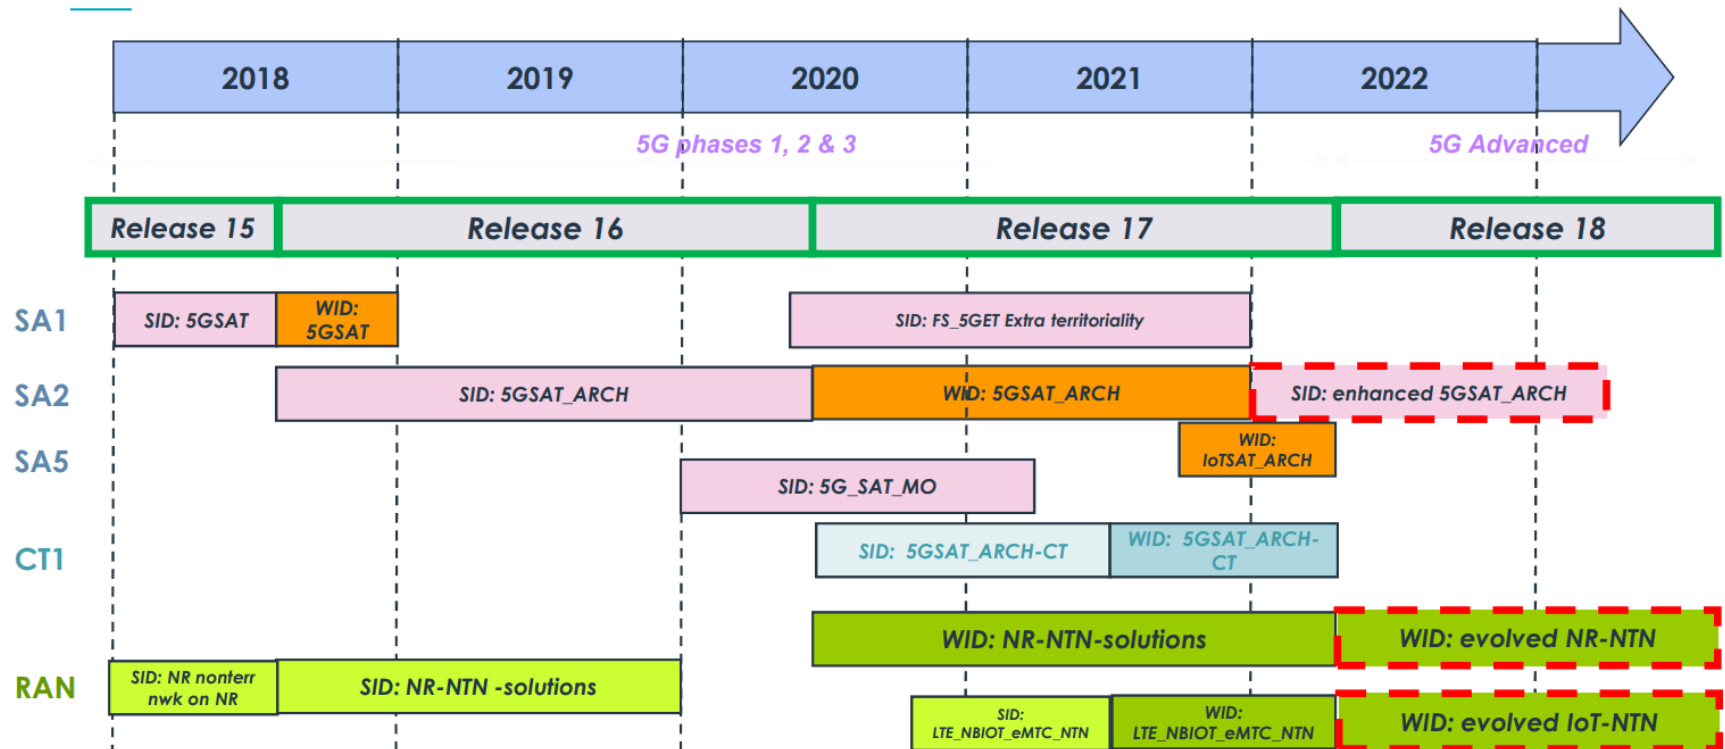 2018 2019 2020 2021 2022
5G phases 1, 2 & 3 5G Advanced
Release 15 Release 16 Release 17 Release 18
SA1
SID: 5GSAT
WID:
5GSAT
SID: FS_5GET Extra territoriality
SA2
SID: 5GSAT_ARCH
WID: 5GSAT_ARCH
SID: enhanced 5GSAT_ARCH
WID:
IoTSAT_ARCH
SA5
SID: 5G_SAT_MO
CT1
SID: 5GSAT_ARCH-CT
WID: 5GSAT_ARCH-
CT
WID: NR-NTN-solutions
WID: evolved NR-NTN
RAN
SID: NR nonterr
nwk on NR
SID: NR-NTN -solutions
SID:
LTE_NBIOT_eMTC_NTN
WID:
LTE_NBIOT_eMTC_NTN
WID: evolved IoT-NTN